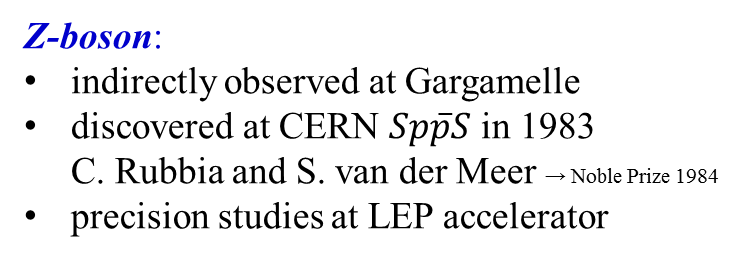 Z-boson:
• indirectly observed at Gargamelle
• discovered at CERN Spp̄S in 1983
C. Rubbia and S. van der Meer → Noble Prize 1984
• precision studies at LEP accelerator